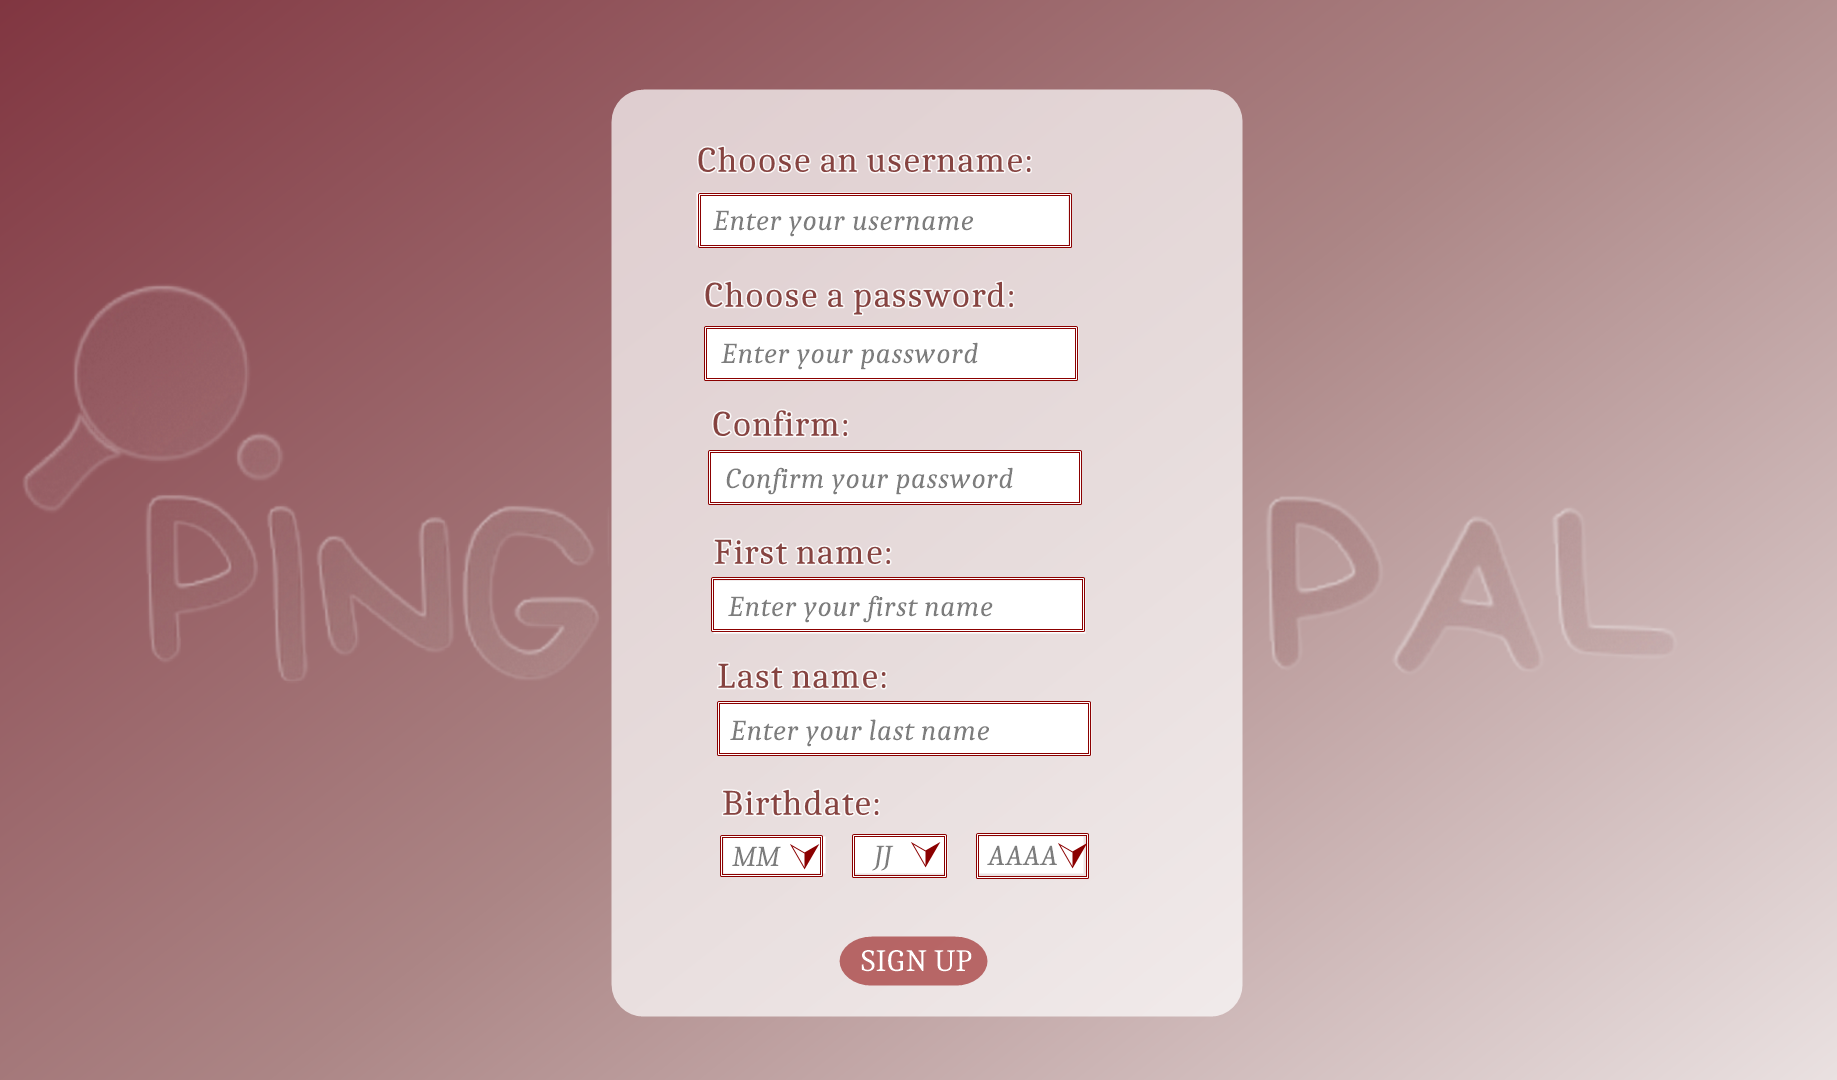 Choose an username:
Enter your username
Choose a password:
Enter your password
Confirm:
Confirm your password
PING PAL
First name:
Enter your first name
Last name:
Enter your last name
Birthdate:
MM JJ AAAA
SIGN UP